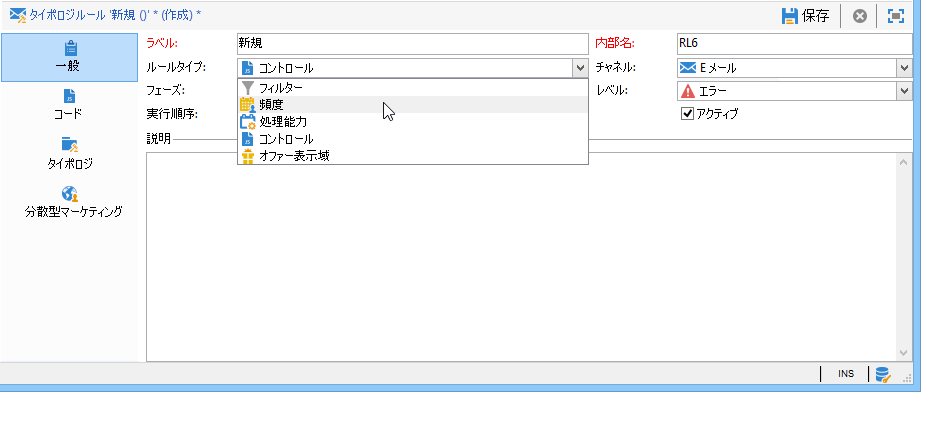 タイポロジルール '新規 ()' * (作成) *
保存
一般
コード
タイポロジ
分散型マーケティング
ラベル: 新規 内部名: RL6
ルールタイプ: コントロール チャネル: Eメール
フェーズ: フィルター レベル: エラー
頻度
実行順序: 処理能力 アクティブ
コントロール
説明 オファー表示域
INS